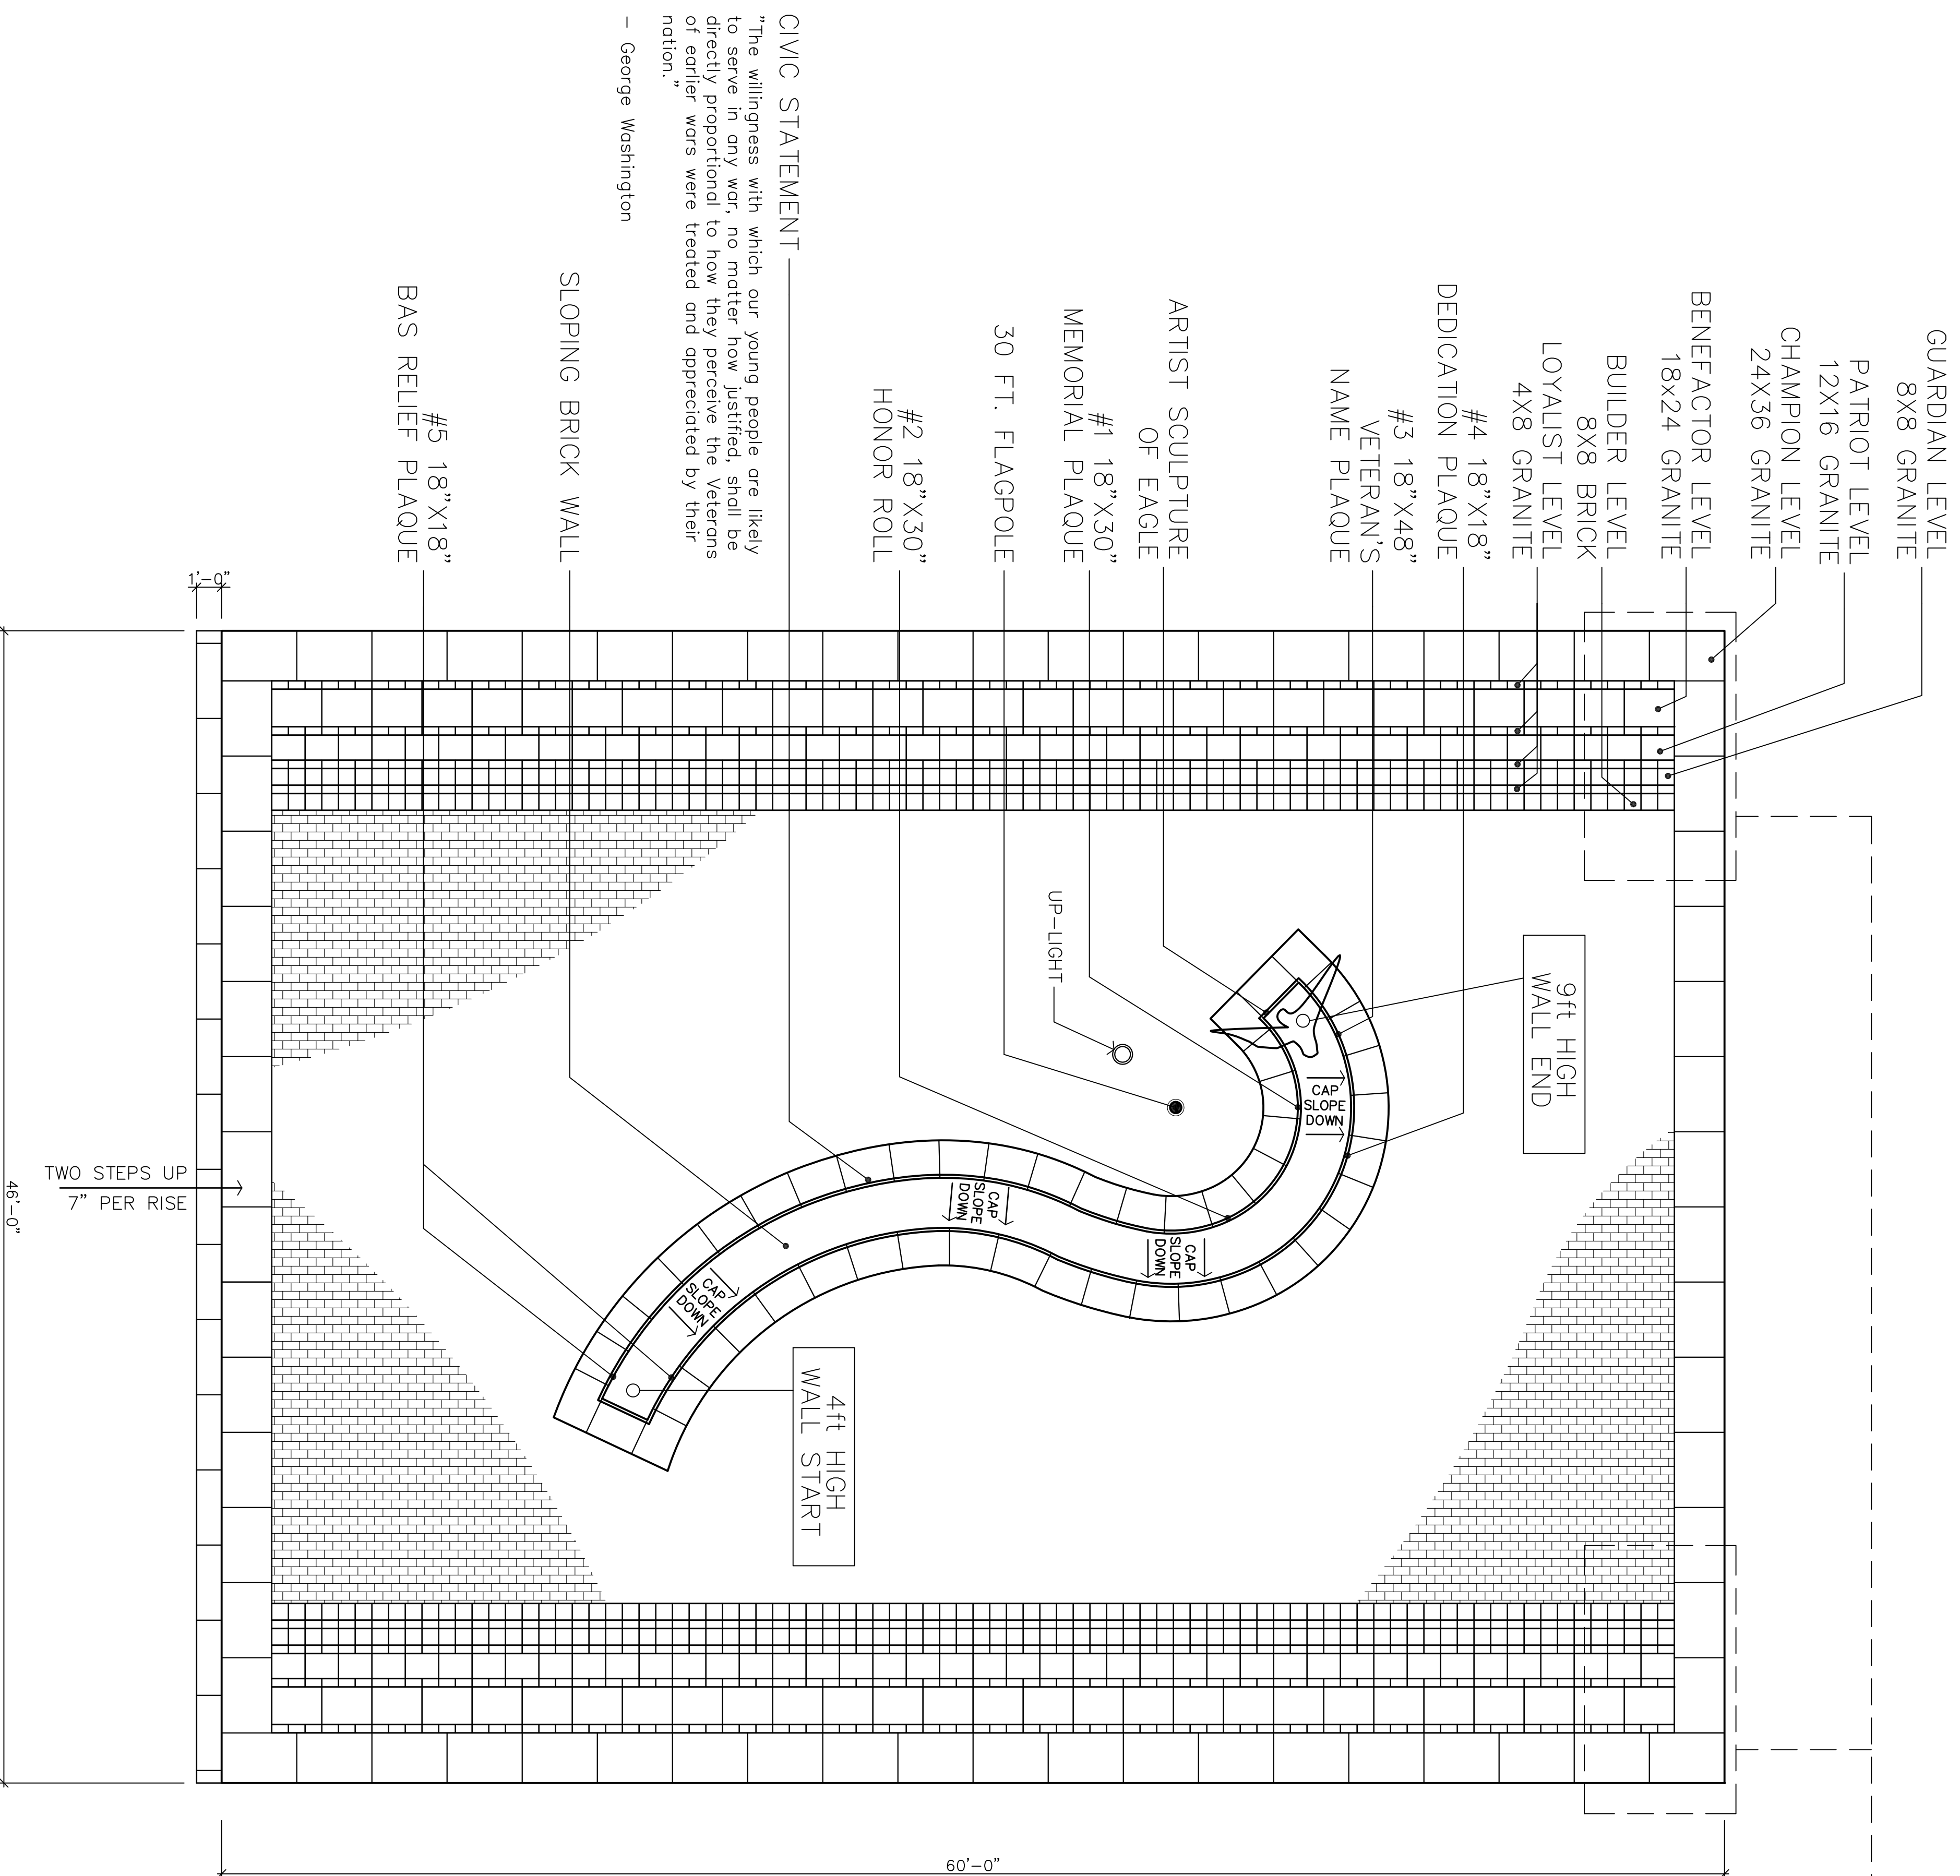 GUARDIAN LEVEL
8X8 GRANITE
PATRIOT LEVEL
12X16 GRANITE
CHAMPION LEVEL
24X36 GRANITE
BENEFACTOR LEVEL
18x24 GRANITE
BUILDER LEVEL
8X8 BRICK
LOYALIST LEVEL
4X8 GRANITE
#4 18"X18"
DEDICATION PLAQUE
#3 18"X48"
VETERAN'S
NAME PLAQUE
ARTIST SCULPTURE
OF EAGLE
#1 18"X30"
MEMORIAL PLAQUE
30 FT. FLAGPOLE
#2 18"X30"
HONOR ROLL
CIVIC STATEMENT
"The willingness with which our young people are likely
to serve in any war, no matter how justified, shall be
directly proportional to how they perceive the Veterans
of earlier wars were treated and appreciated by their
nation."
– George Washington
SLOPING BRICK WALL
#5 18"X18"
BAS RELIEF PLAQUE
9ft HIGH
WALL END
UP-LIGHT
CAP
SLOPE
DOWN
CAP
SLOPE
DOWN
CAP
SLOPE
DOWN
CAP
SLOPE
DOWN
4ft HIGH
WALL START
1'-0"
TWO STEPS UP
7" PER RISE
46'-0"
60'-0"